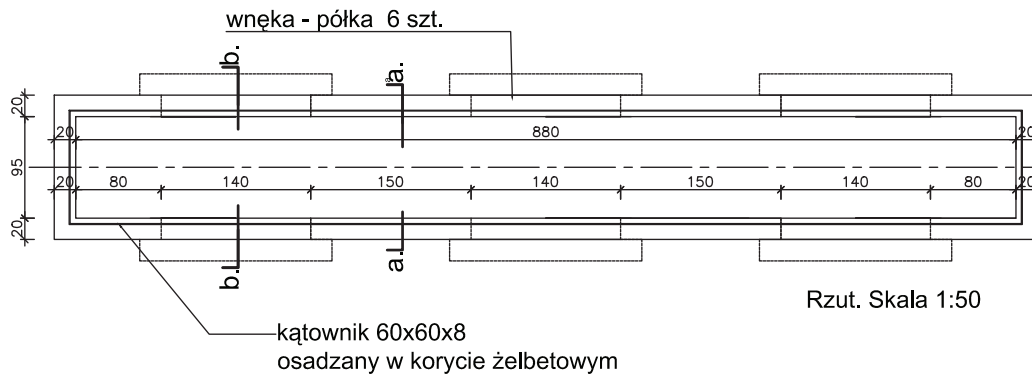 wnęka - półka 6 szt.
b.
a.
20
20
880
20
95
20
80
140
150
140
150
140
80
20
20
b.
a.
Rzut. Skala 1:50
kątownik 60x60x8
osadzany w korycie żelbetowym